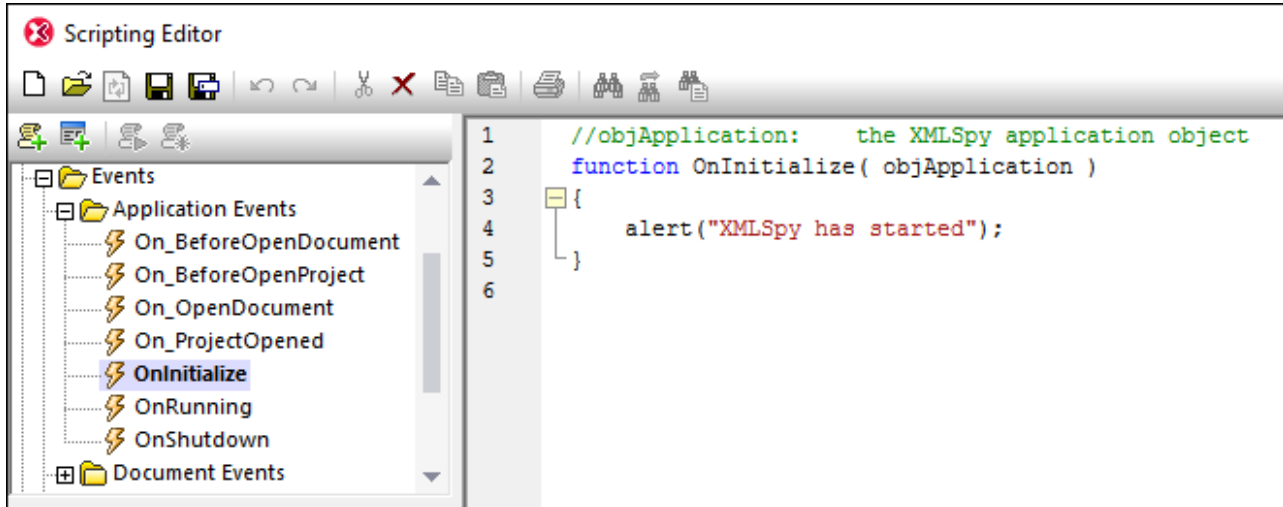 Scripting Editor
Events
Application Events
On_BeforeOpenDocument
On_BeforeOpenProject
On_OpenDocument
On_ProjectOpened
OnInitialize
OnRunning
OnShutdown
Document Events
1 //objApplication:    the XMLSpy application object
2 function OnInitialize( objApplication )
3 {
4     alert("XMLSpy has started");
5 }
6